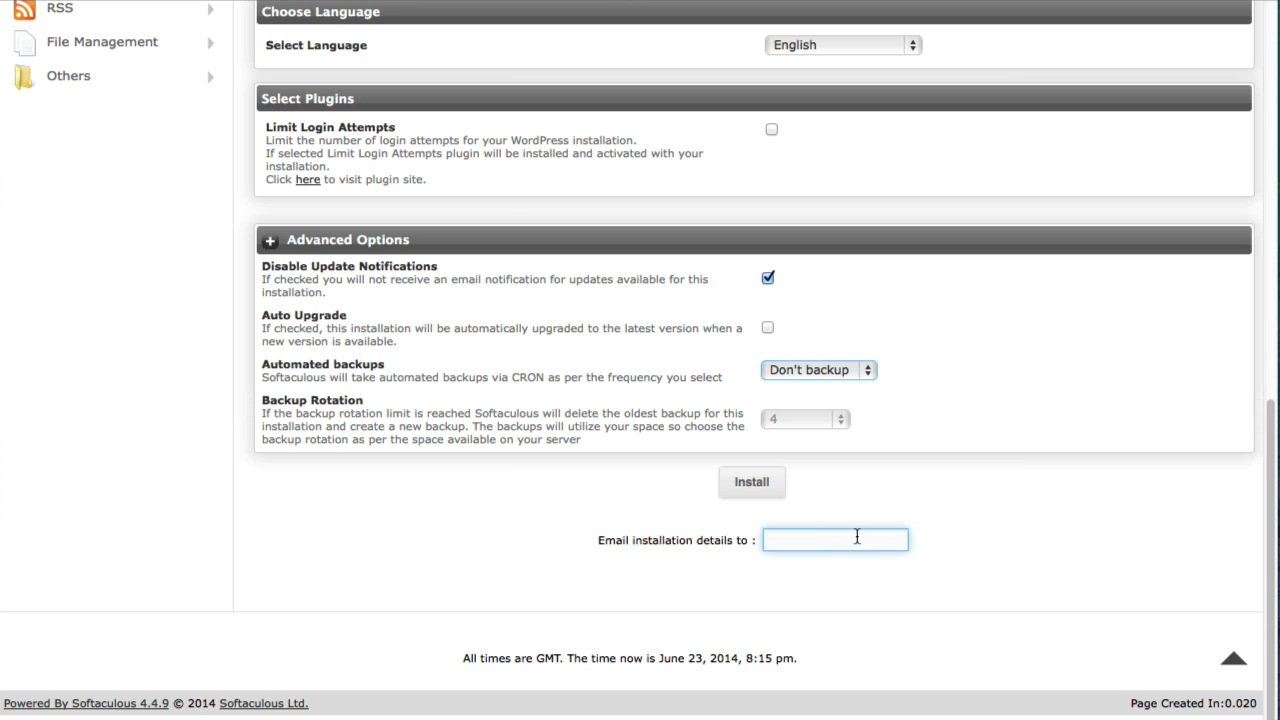 RSS
File Management
Others
Choose Language
Select Language
English
Select Plugins
Limit Login Attempts
Limit the number of login attempts for your WordPress installation.
If selected Limit Login Attempts plugin will be installed and activated with your
installation.
Click here to visit plugin site.
Advanced Options
Disable Update Notifications
If checked you will not receive an email notification for updates available for this
installation.
Auto Upgrade
If checked, this installation will be automatically upgraded to the latest version when a
new version is available.
Automated backups
Softaculous will take automated backups via CRON as per the frequency you select
Don't backup
Backup Rotation
If the backup rotation limit is reached Softaculous will delete the oldest backup for this
installation and create a new backup. The backups will utilize your space so choose the
backup rotation as per the space available on your server
4
Install
Email installation details to :
All times are GMT. The time now is June 23, 2014, 8:15 pm.
Powered By Softaculous 4.4.9 © 2014 Softaculous Ltd.
Page Created In:0.020